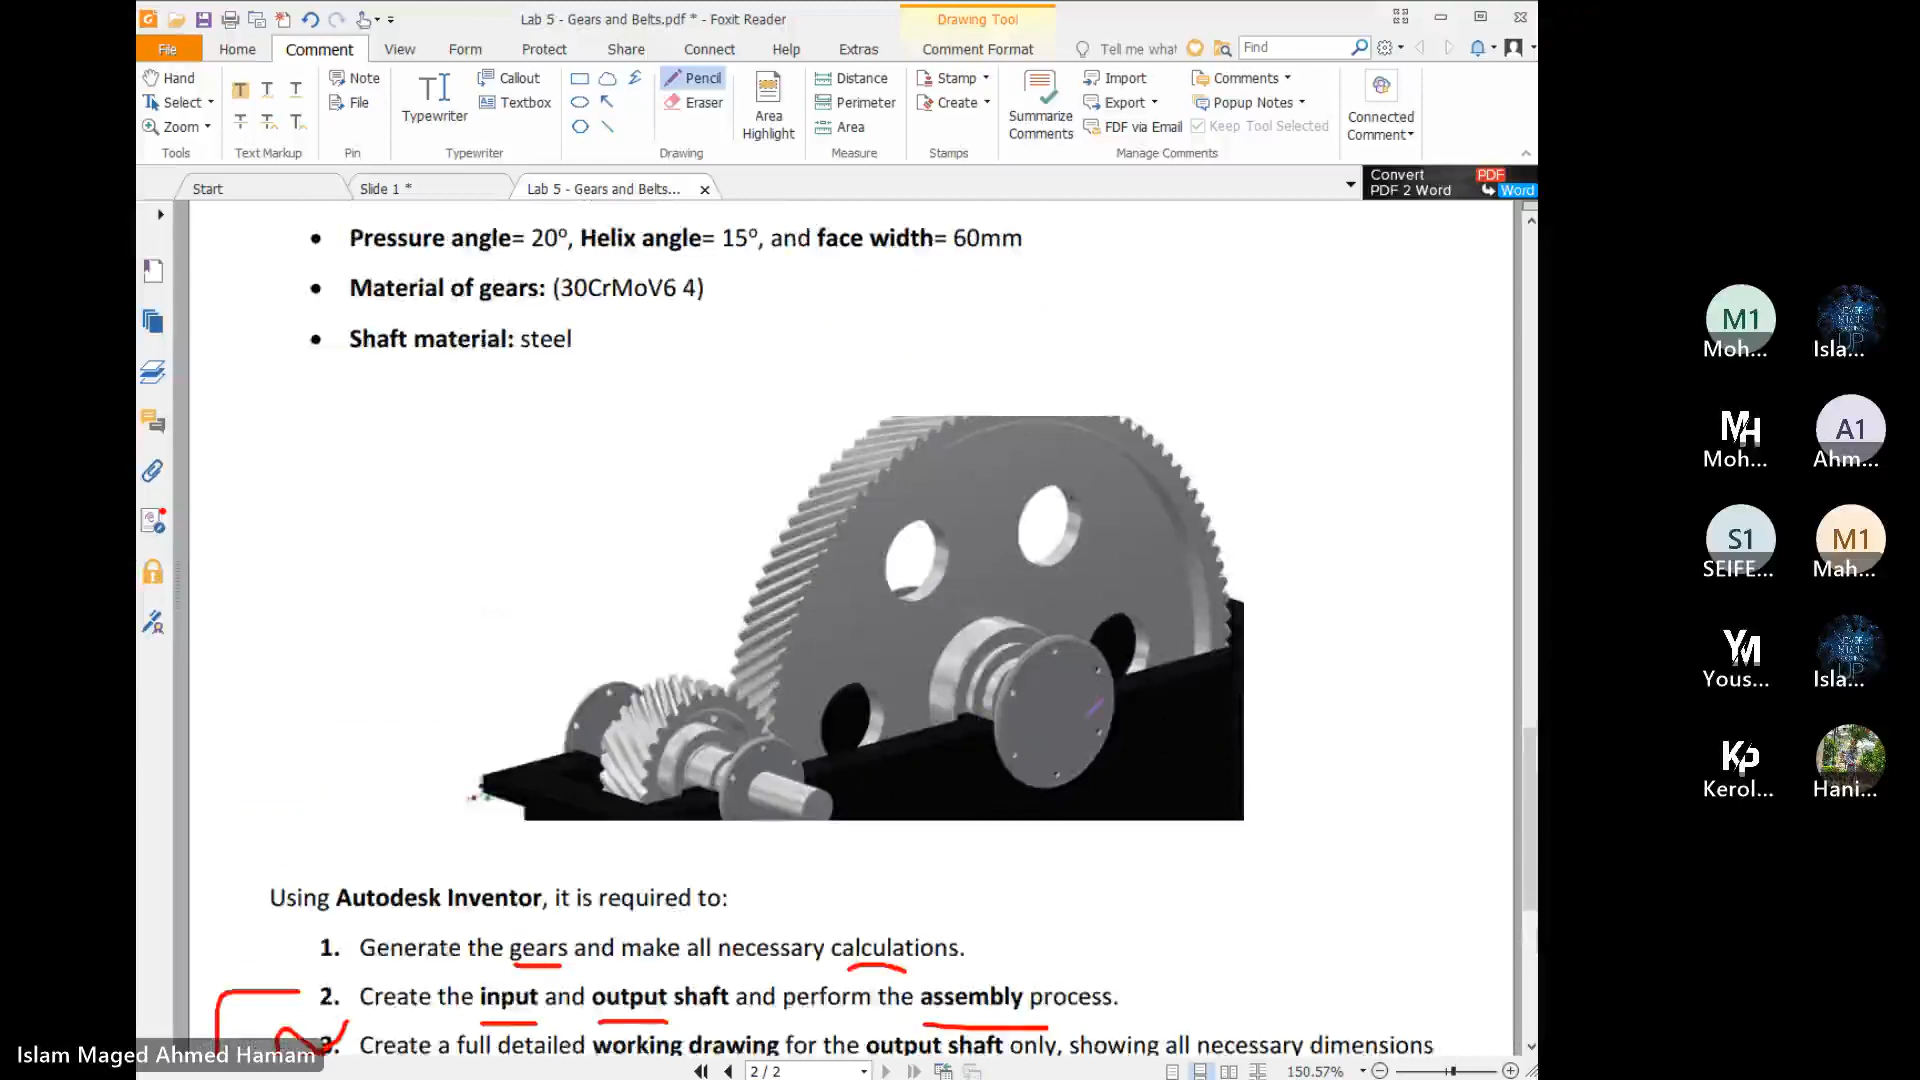 Lab 5 - Gears and Belts.pdf * - Foxit Reader
Drawing Tool
File
Home
Comment
View
Form
Protect
Share
Connect
Help
Extras
Comment Format
Tell me what
Find
Hand
Select
Zoom
Tools
Text Markup
Note
File
Pin
Typewriter
Callout
Textbox
Typewriter
Pencil
Eraser
Area Highlight
Drawing
Distance
Perimeter
Area
Measure
Stamp
Create
Stamps
Summarize Comments
Import
Export
FDF via Email
Comments
Popup Notes
Keep Tool Selected
Manage Comments
Connected Comment
Start
Slide 1 *
Lab 5 - Gears and Belts...
Convert PDF
PDF 2 Word Word
• Pressure angle= 20º, Helix angle= 15º, and face width= 60mm
• Material of gears: (30CrMoV6 4)
• Shaft material: steel
Using Autodesk Inventor, it is required to:
1. Generate the gears and make all necessary calculations.
2. Create the input and output shaft and perform the assembly process.
3. Create a full detailed working drawing for the output shaft only, showing all necessary dimensions
2 / 2
150.57%
Islam Maged Ahmed Hamam
M1
Moh...
Isla...
MH
Moh...
A1
Ahm...
S1
SEIFE...
M1
Mah...
YM
Yous...
Isla...
KP
Kerol...
Hani...